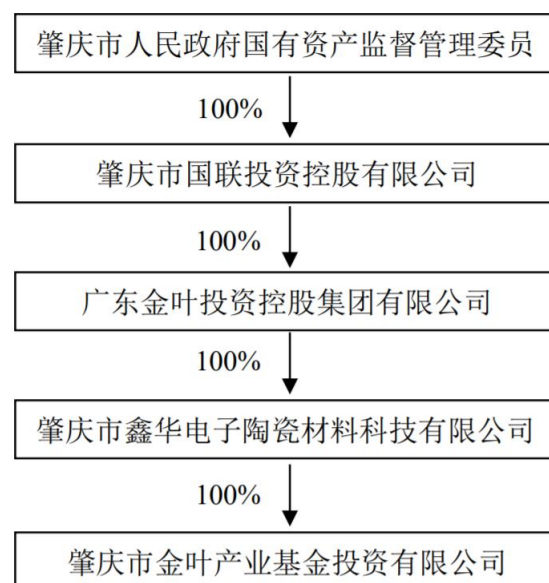 肇庆市人民政府国有资产监督管理委员
100%
肇庆市国联投资控股有限公司
100%
广东金叶投资控股集团有限公司
100%
肇庆市鑫华电子陶瓷材料科技有限公司
100%
肇庆市金叶产业基金投资有限公司